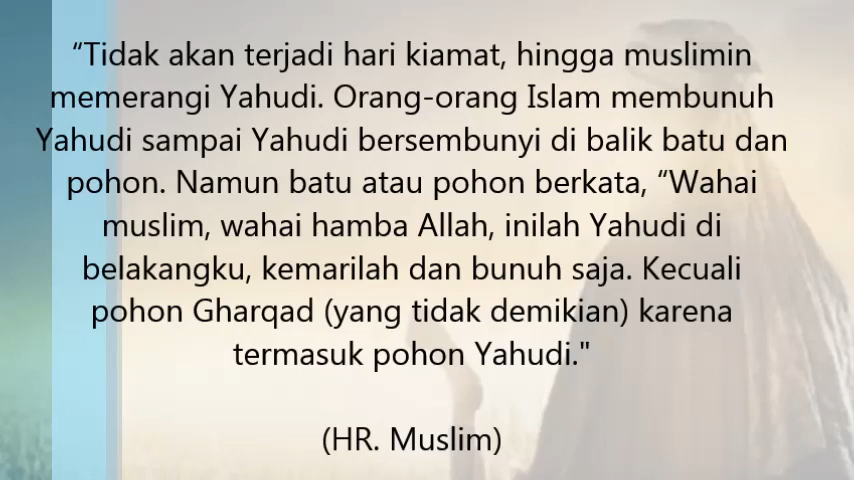 “Tidak akan terjadi hari kiamat, hingga muslimin
memerangi Yahudi. Orang-orang Islam membunuh
Yahudi sampai Yahudi bersembunyi di balik batu dan
pohon. Namun batu atau pohon berkata, “Wahai
muslim, wahai hamba Allah, inilah Yahudi di
belakangku, kemarilah dan bunuh saja. Kecuali
pohon Gharqad (yang tidak demikian) karena
termasuk pohon Yahudi."
(HR. Muslim)